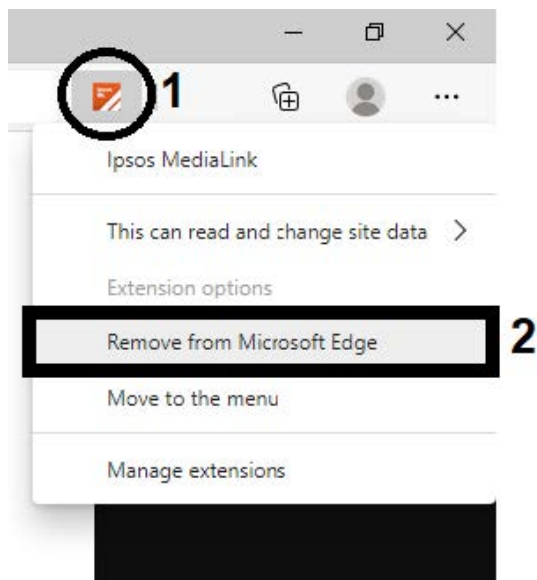 1
Ipsos MediaLink
This can read and change site data
Extension options
Remove from Microsoft Edge
2
Move to the menu
Manage extensions